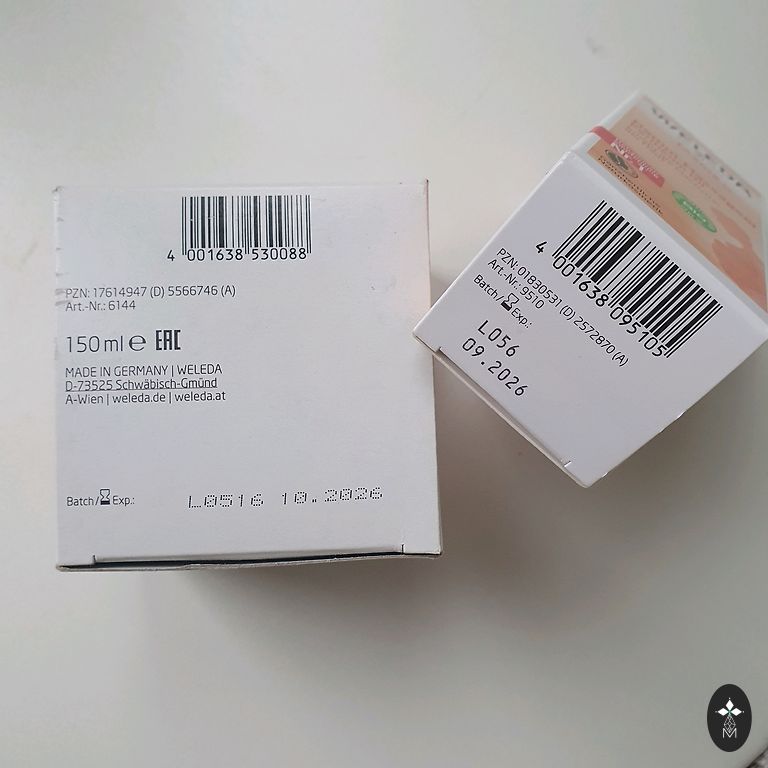 4 001638 530088
PZN: 17614947 (D) 5566746 (A)
Art.-Nr.: 6144
150 ml e EAC
MADE IN GERMANY | WELEDA
D-73525 Schwäbisch-Gmünd
A-Wien | weleda.de | weleda.at
Batch/ Exp.: L0516 10.2026
WELEDA
4 001638 095105
PZN: 01830531 (D) 2572870 (A)
Art.-Nr.: 9510
Batch/ Exp.:
L056
09.2026
M